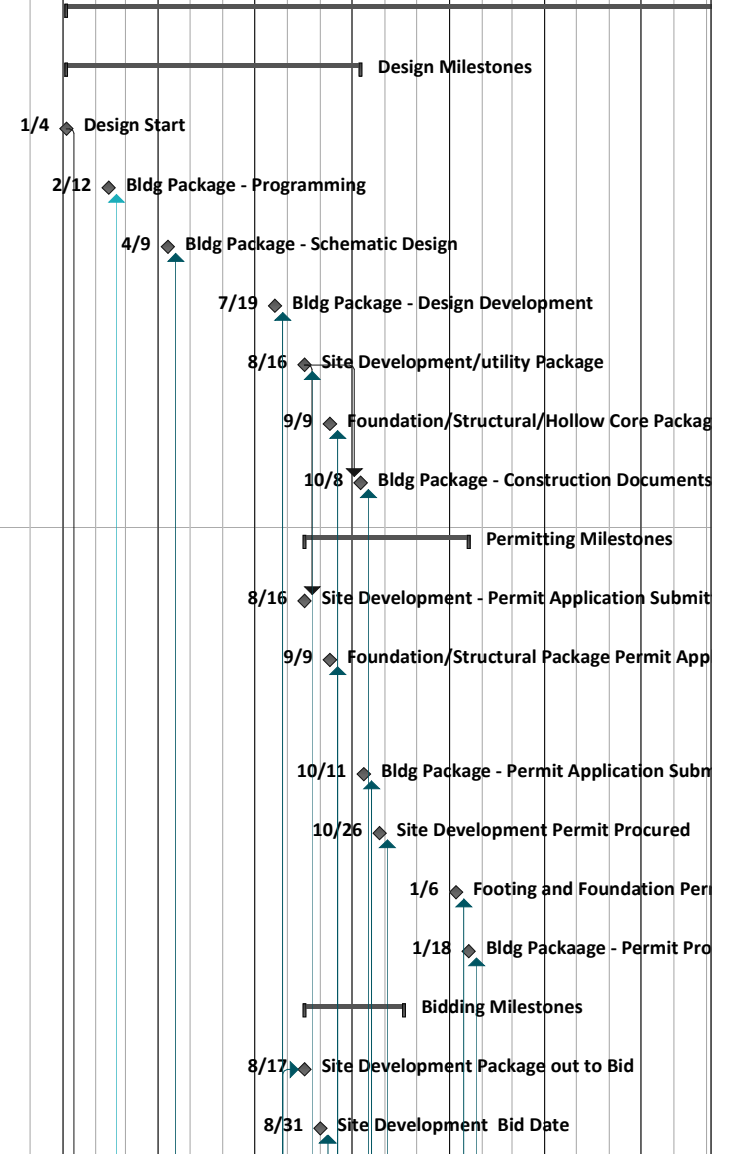 Design Milestones
1/4 Design Start
2/12 Bldg Package - Programming
4/9 Bldg Package - Schematic Design
7/19 Bldg Package - Design Development
8/16 Site Development/utility Package
9/9 Foundation/Structural/Hollow Core Packag
10/8 Bldg Package - Construction Documents
Permitting Milestones
8/16 Site Development - Permit Application Submit
9/9 Foundation/Structural Package Permit App
10/11 Bldg Package - Permit Application Subm
10/26 Site Development Permit Procured
1/6 Footing and Foundation Per
1/18 Bldg Packaage - Permit Pro
Bidding Milestones
8/17 Site Development Package out to Bid
8/31 Site Development  Bid Date